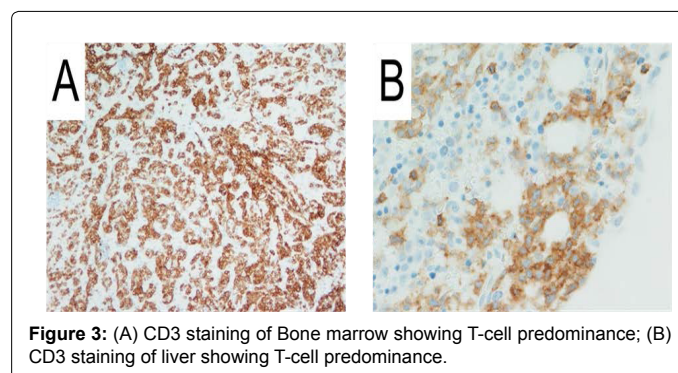 A
B
Figure 3: (A) CD3 staining of Bone marrow showing T-cell predominance; (B)
CD3 staining of liver showing T-cell predominance.